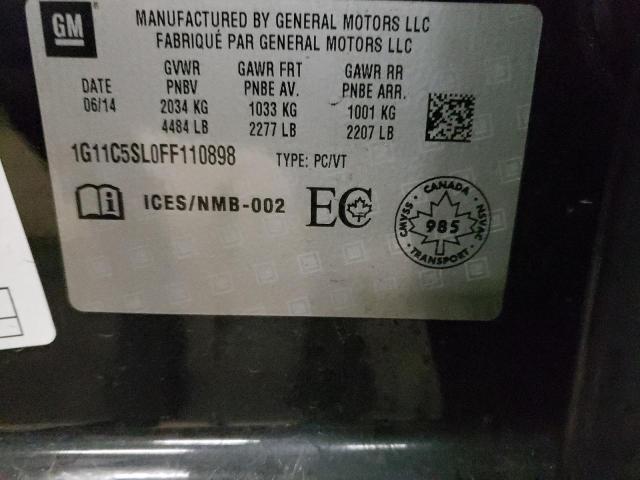 GM
MANUFACTURED BY GENERAL MOTORS LLC
FABRIQUÉ PAR GENERAL MOTORS LLC
GVWR GAWR FRT GAWR RR
DATE PNBV PNBE AV. PNBE ARR.
06/14 2034 KG 1033 KG 1001 KG
4484 LB 2277 LB 2207 LB
1G11C5SL0FF110898 TYPE: PC/VT
i ICES/NMB-002 EC
CANADA
CMVSS 985 NSVAC
TRANSPORT